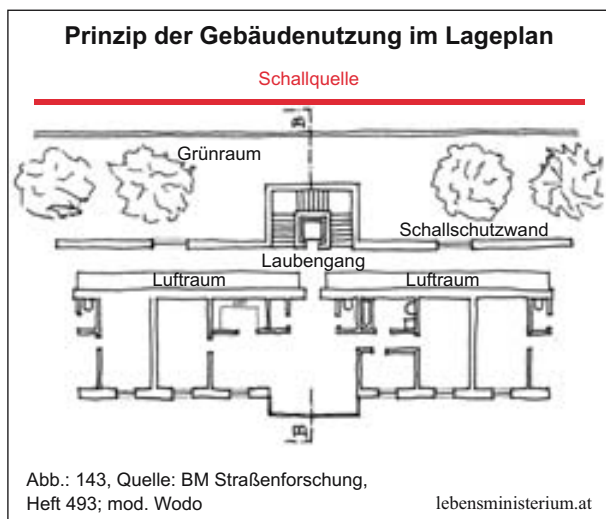 Prinzip der Gebäudenutzung im Lageplan
Schallquelle
B
Grünraum
Schallschutzwand
Laubengang
Luftraum
Luftraum
B
Abb.: 143, Quelle: BM Straßenforschung,
Heft 493; mod. Wodo
lebensministerium.at